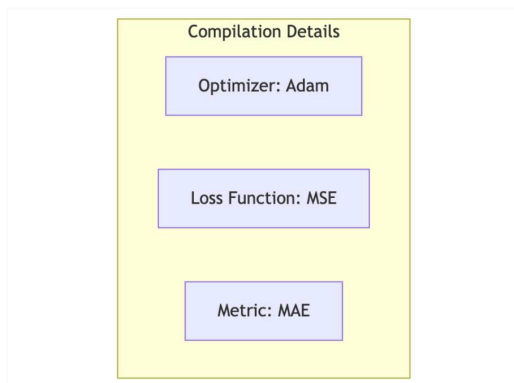 Compilation Details
Optimizer: Adam
Loss Function: MSE
Metric: MAE